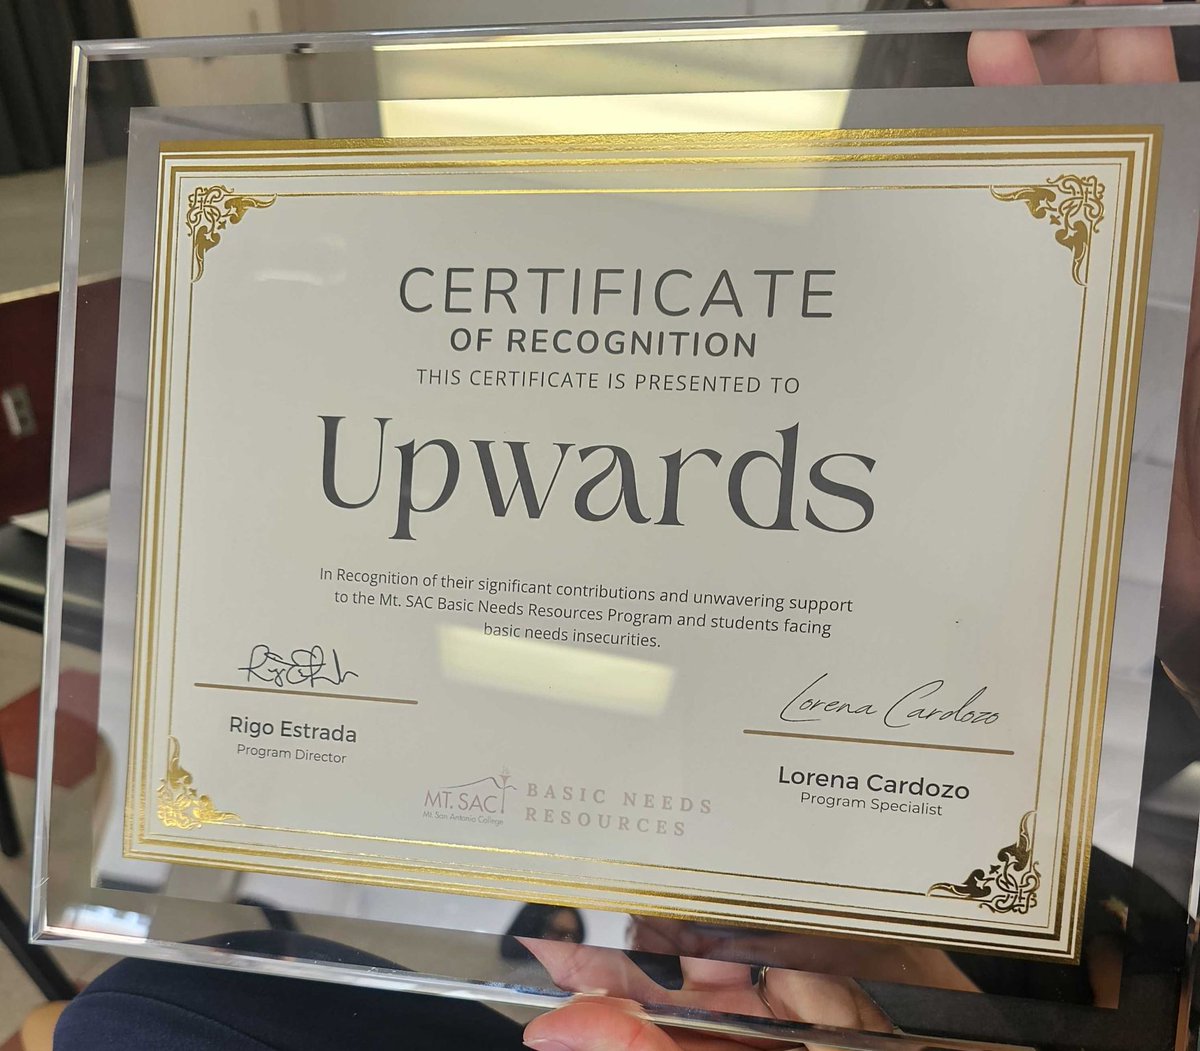 CERTIFICATE
OF RECOGNITION
THIS CERTIFICATE IS PRESENTED TO
Upwards
In Recognition of their significant contributions and unwavering support
to the Mt. SAC Basic Needs Resources Program and students facing
basic needs insecurities.
Rigo Estrada
Program Director
Lorena Cardozo
Lorena Cardozo
Program Specialist
MT. SAC
Mt. San Antonio College
BASIC NEEDS
RESOURCES